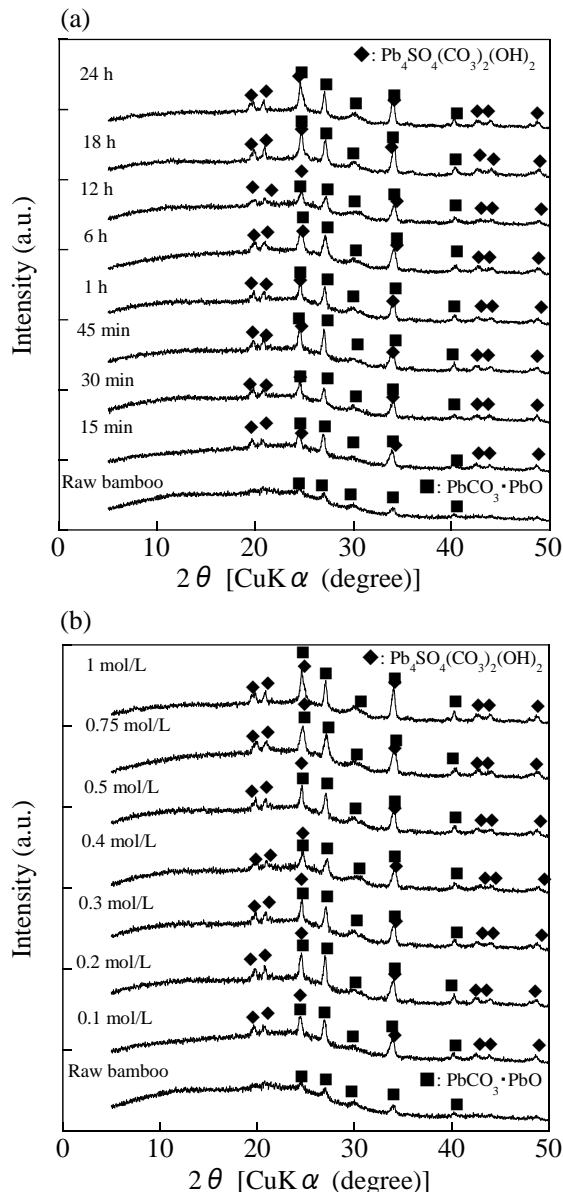 (a)
◆: Pb4SO4(CO3)2(OH)2
24 h
18 h
12 h
6 h
1 h
45 min
30 min
15 min
Raw bamboo
■: PbCO3・PbO
Intensity (a.u.)
0 10 20 30 40 50
2θ [CuKα (degree)]
(b)
◆: Pb4SO4(CO3)2(OH)2
1 mol/L
0.75 mol/L
0.5 mol/L
0.4 mol/L
0.3 mol/L
0.2 mol/L
0.1 mol/L
Raw bamboo
■: PbCO3・PbO
Intensity (a.u.)
0 10 20 30 40 50
2θ [CuKα (degree)]